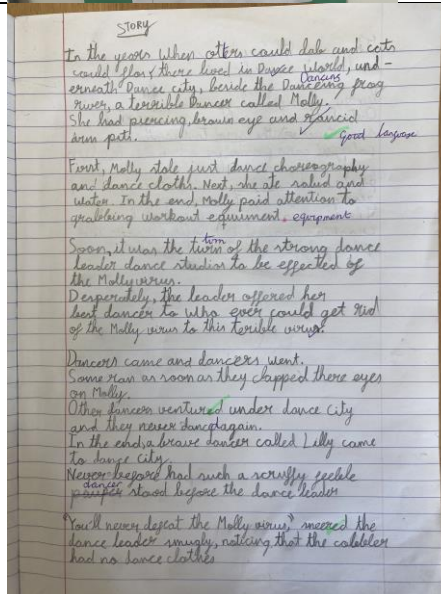 STORY
In the years when otters could dab and cats
could floss there lived in Dance World, und-
erneath Dance city, beside the Dancing frog
river, a terrible Dancer called Molly.
She had piercing, brown eye and rancid
arm pits.
Good language
First, Molly stole just dance choreography
and dance cloths. Next, she ate salud and
water. In the end, Molly paid attention to
grabbing workout equiument. equipment
Soon, it was the turn of the strong dance
leader dance studios to be effected of
the Mollyvirus.
Desperately, the leader offered her
best dancer to who ever could get rid
of the Molly virus to this terible virus.
Dancers came and dancers went.
Some ran as soon as they clapped there eyes
on Molly.
Other dancers ventured under dance city
and they never danced again.
In the end, a brave dancer called Lilly came
to dance city.
Never before had such a scruffy feeble
dancer
pauper stood before the dance leader
"You'll never defeat the Molly virus," sneered the
dance leader smugly, noticing that the cobbler
had no dance clothes